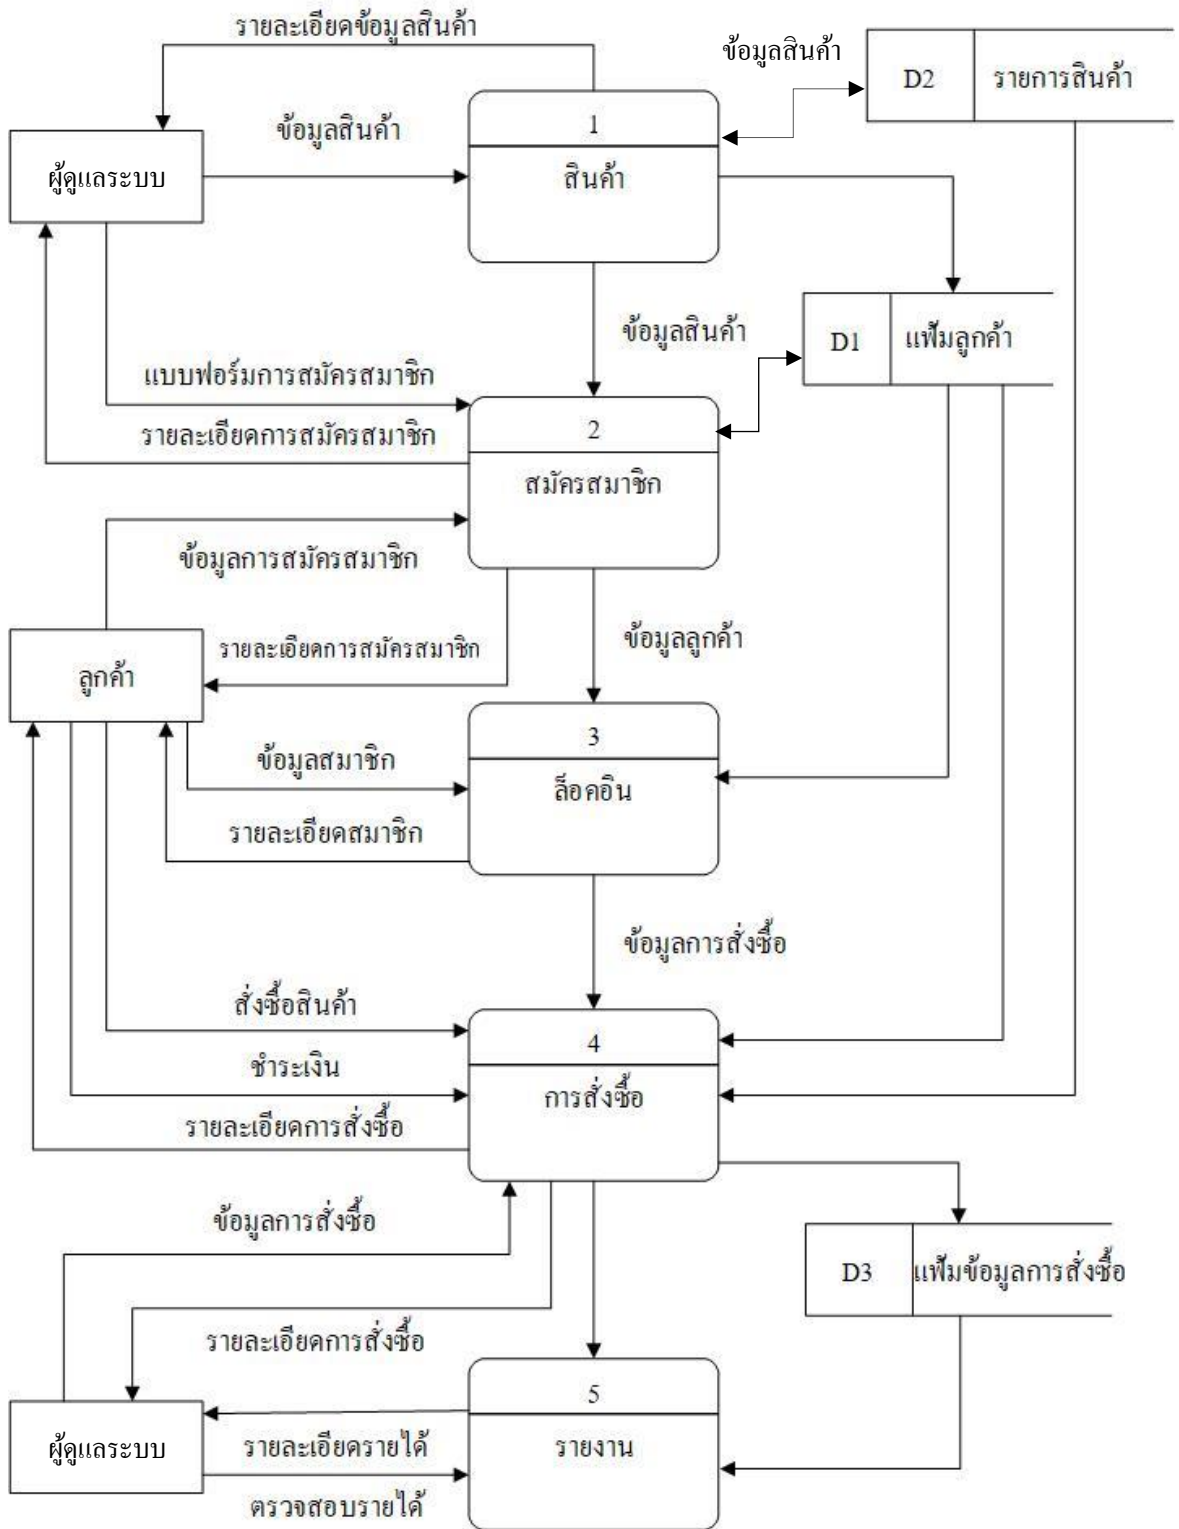 รายละเอียดข้อมูลสินค้า
ข้อมูลสินค้า
D2
รายการสินค้า
ข้อมูลสินค้า
1
สินค้า
ผู้ดูแลระบบ
ข้อมูลสินค้า
D1
แฟ้มลูกค้า
แบบฟอร์มการสมัครสมาชิก
รายละเอียดการสมัครสมาชิก
2
สมัครสมาชิก
ข้อมูลการสมัครสมาชิก
รายละเอียดการสมัครสมาชิก
ข้อมูลลูกค้า
ลูกค้า
3
ล็อคอิน
ข้อมูลสมาชิก
รายละเอียดสมาชิก
ข้อมูลการสั่งซื้อ
สั่งซื้อสินค้า
4
การสั่งซื้อ
ชำระเงิน
รายละเอียดการสั่งซื้อ
ข้อมูลการสั่งซื้อ
D3
แฟ้มข้อมูลการสั่งซื้อ
รายละเอียดการสั่งซื้อ
5
รายงาน
ผู้ดูแลระบบ
รายละเอียดรายได้
ตรวจสอบรายได้